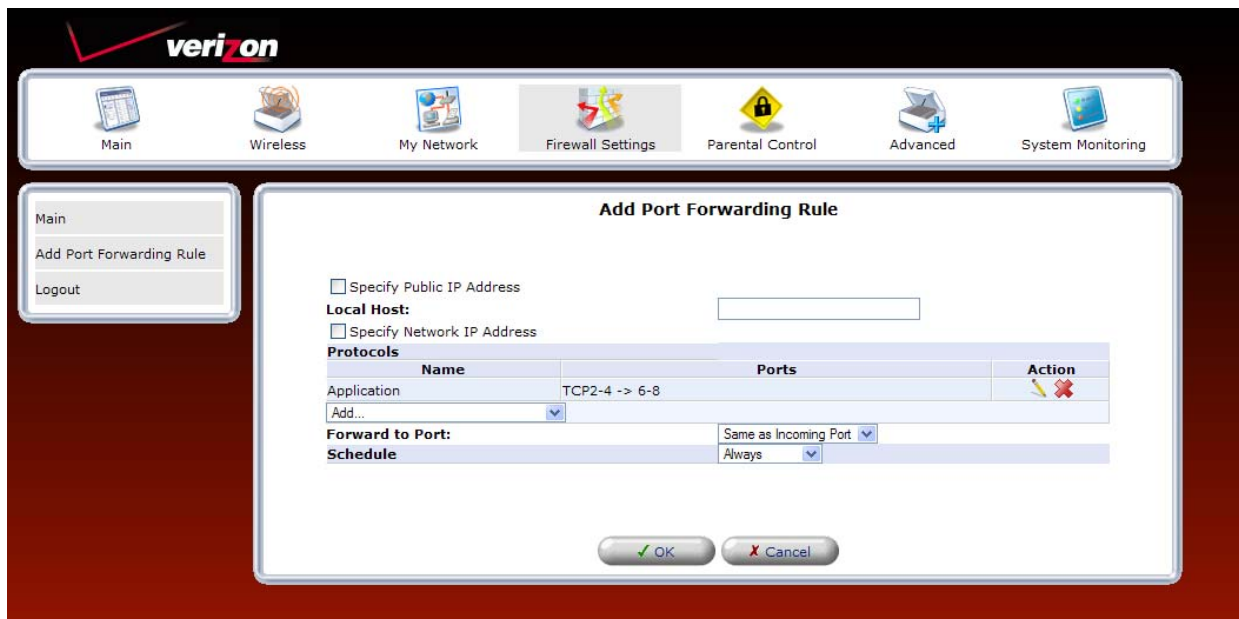 verizon
Main Wireless My Network Firewall Settings Parental Control Advanced System Monitoring
Main
Add Port Forwarding Rule
Logout
Add Port Forwarding Rule
Specify Public IP Address
Local Host:
Specify Network IP Address
Protocols
Name Ports Action
Application TCP2-4 -> 6-8
Add...
Forward to Port: Same as Incoming Port
Schedule Always
OK Cancel